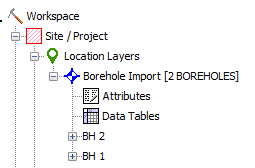 Workspace
Site / Project
Location Layers
Borehole Import [2 BOREHOLES]
Attributes
Data Tables
BH 2
BH 1